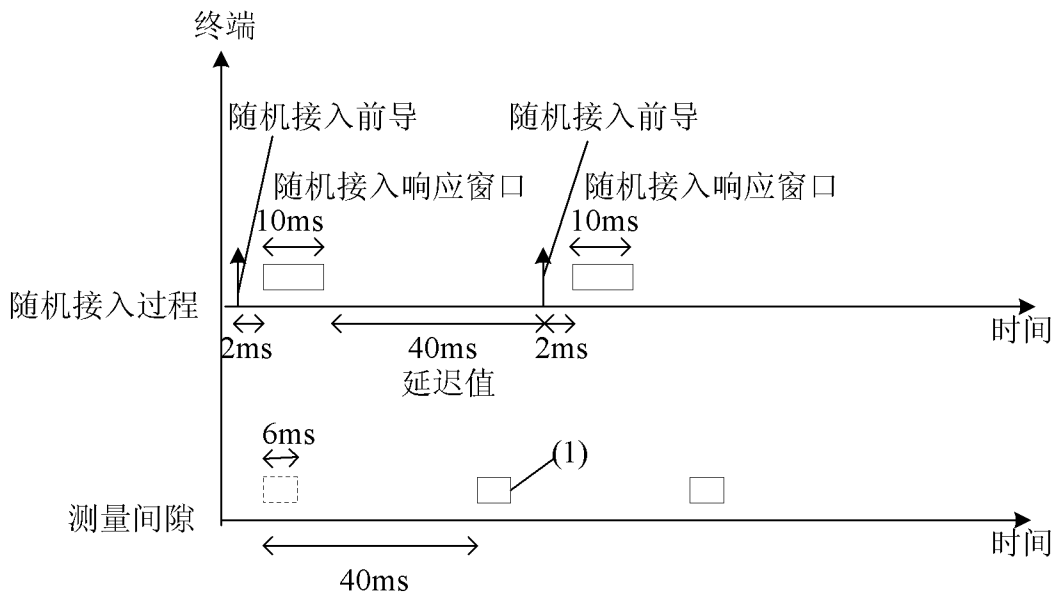 终端
随机接入前导
随机接入前导
随机接入响应窗口
随机接入响应窗口
10ms
10ms
随机接入过程
时间
2ms
40ms
2ms
延迟值
6ms
(1)
测量间隙
时间
40ms